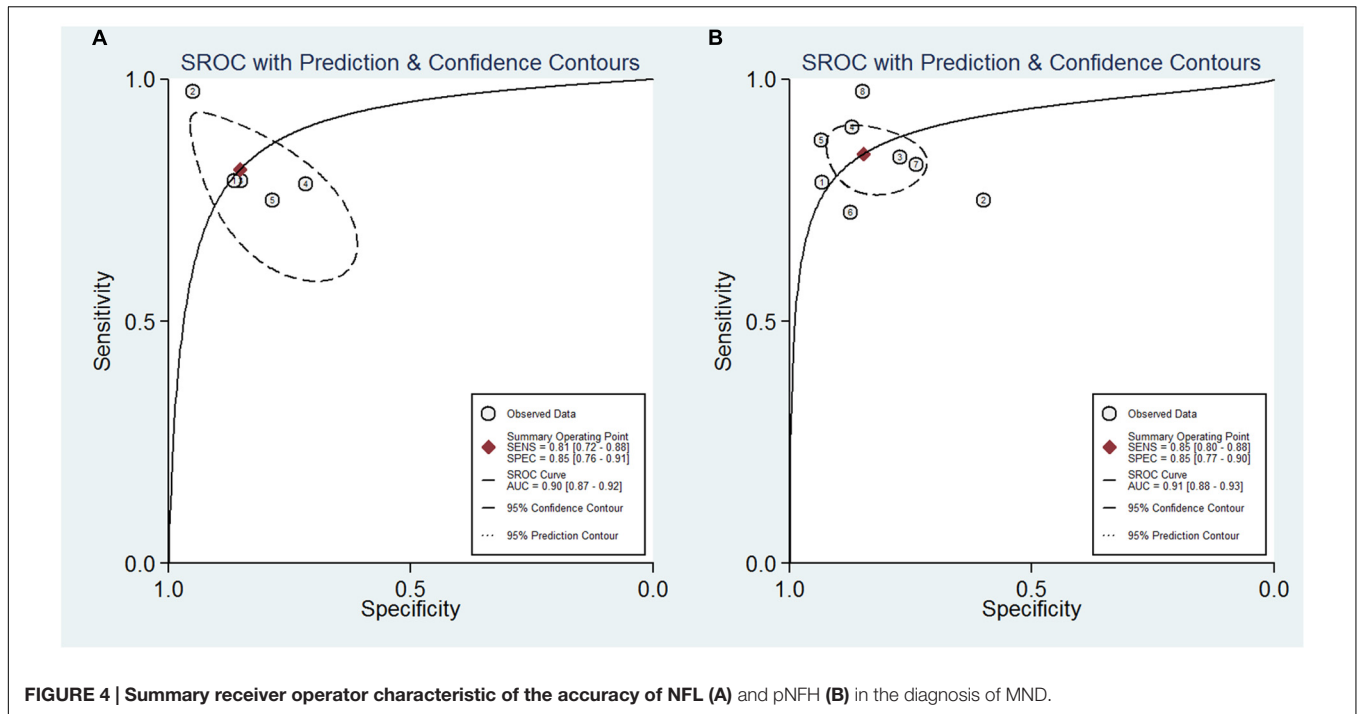 A
SROC with Prediction & Confidence Contours
1.0
0.5
0.0
Sensitivity
2
1
4
5
Observed Data
Summary Operating Point
SENS = 0.81 [0.72 - 0.88]
SPEC = 0.85 [0.76 - 0.91]
SROC Curve
AUC = 0.90 [0.87 - 0.92]
95% Confidence Contour
95% Prediction Contour
1.0
0.5
0.0
Specificity
B
SROC with Prediction & Confidence Contours
1.0
0.5
0.0
Sensitivity
8
4
5
3
7
1
2
6
Observed Data
Summary Operating Point
SENS = 0.85 [0.80 - 0.88]
SPEC = 0.85 [0.77 - 0.90]
SROC Curve
AUC = 0.91 [0.88 - 0.93]
95% Confidence Contour
95% Prediction Contour
1.0
0.5
0.0
Specificity
FIGURE 4 | Summary receiver operator characteristic of the accuracy of NFL (A) and pNFH (B) in the diagnosis of MND.